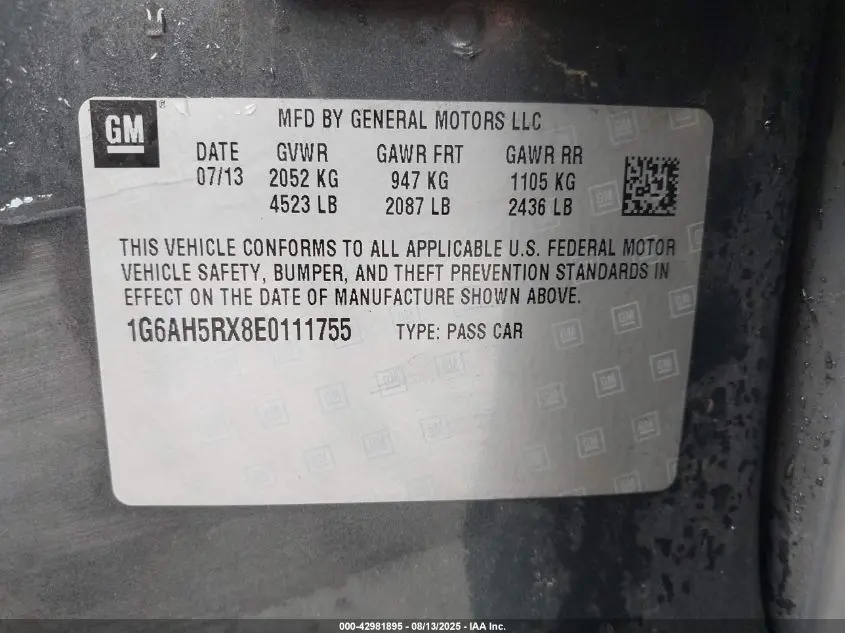 GM
MFD BY GENERAL MOTORS LLC
DATE GVWR GAWR FRT GAWR RR
07/13 2052 KG 947 KG 1105 KG
4523 LB 2087 LB 2436 LB
THIS VEHICLE CONFORMS TO ALL APPLICABLE U.S. FEDERAL MOTOR
VEHICLE SAFETY, BUMPER, AND THEFT PREVENTION STANDARDS IN
EFFECT ON THE DATE OF MANUFACTURE SHOWN ABOVE.
1G6AH5RX8E0111755 TYPE: PASS CAR
000-42981895 - 08/13/2025 - IAA Inc.